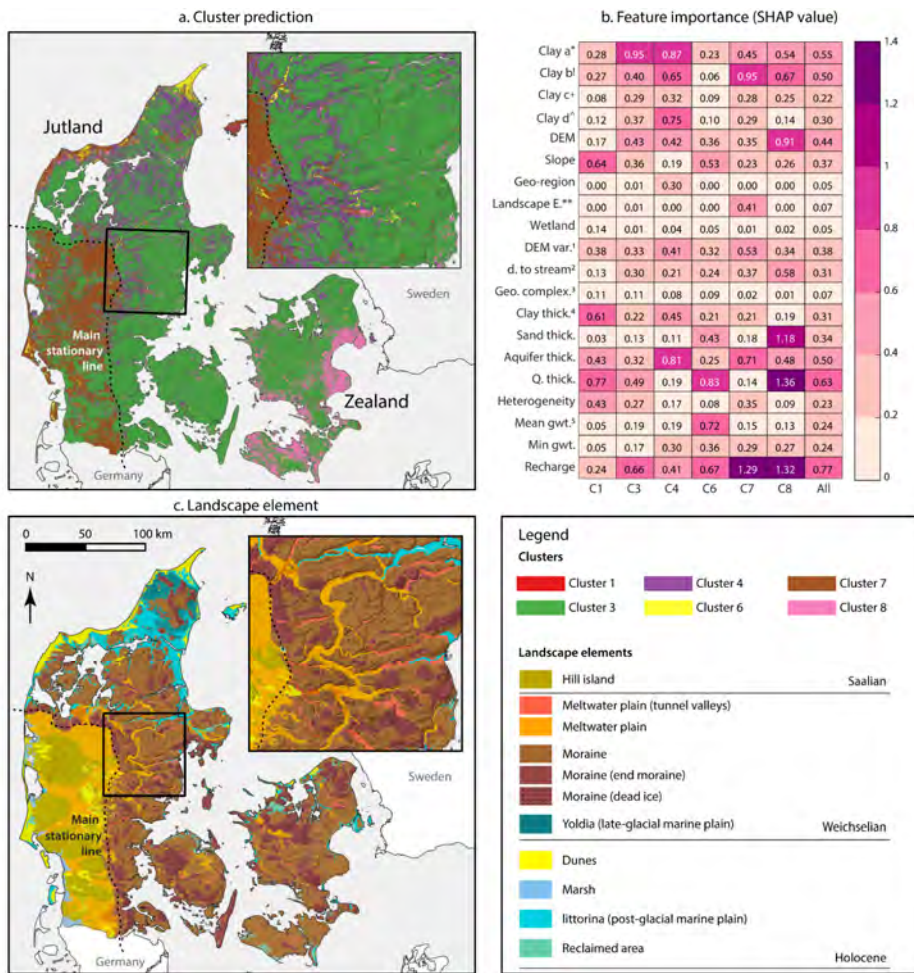 a. Cluster prediction
Jutland
Main
stationary
line
Germany
Sweden
Zealand
b. Feature importance (SHAP value)
Clay a* 0.28 0.95 0.87 0.23 0.45 0.54 0.55
Clay b! 0.27 0.40 0.65 0.06 0.95 0.67 0.50
Clay c+ 0.08 0.29 0.32 0.09 0.28 0.25 0.22
Clay d^ 0.12 0.37 0.75 0.10 0.29 0.14 0.30
DEM 0.17 0.43 0.42 0.36 0.35 0.91 0.44
Slope 0.64 0.36 0.19 0.53 0.23 0.26 0.37
Geo-region 0.00 0.01 0.30 0.00 0.00 0.00 0.05
Landscape E.** 0.00 0.01 0.00 0.00 0.41 0.00 0.07
Wetland 0.14 0.01 0.04 0.05 0.01 0.02 0.05
DEM var.¹ 0.38 0.33 0.41 0.32 0.53 0.34 0.38
d. to stream² 0.13 0.30 0.21 0.24 0.37 0.58 0.31
Geo. complex.³ 0.11 0.11 0.08 0.09 0.02 0.01 0.07
Clay thick.⁴ 0.61 0.22 0.45 0.21 0.21 0.19 0.31
Sand thick. 0.03 0.13 0.11 0.43 0.18 1.18 0.34
Aquifer thick. 0.43 0.32 0.81 0.25 0.71 0.48 0.50
Q. thick. 0.77 0.49 0.19 0.83 0.14 1.36 0.63
Heterogeneity 0.43 0.27 0.17 0.08 0.35 0.09 0.23
Mean gwt.⁵ 0.05 0.19 0.19 0.72 0.15 0.13 0.24
Min gwt. 0.05 0.17 0.30 0.36 0.29 0.27 0.24
Recharge 0.24 0.66 0.41 0.67 1.29 1.32 0.77
C1 C3 C4 C6 C7 C8 All
1.4
1.2
1
0.8
0.6
0.4
0.2
0
c. Landscape element
0 50 100 km
N
Main
stationary
line
Germany
Sweden
Legend
Clusters
Cluster 1 Cluster 4 Cluster 7
Cluster 3 Cluster 6 Cluster 8
Landscape elements
Hill island Saalian
Meltwater plain (tunnel valleys)
Meltwater plain
Moraine
Moraine (end moraine)
Moraine (dead ice)
Yoldia (late-glacial marine plain) Weichselian
Dunes
Marsh
littorina (post-glacial marine plain)
Reclaimed area
Holocene